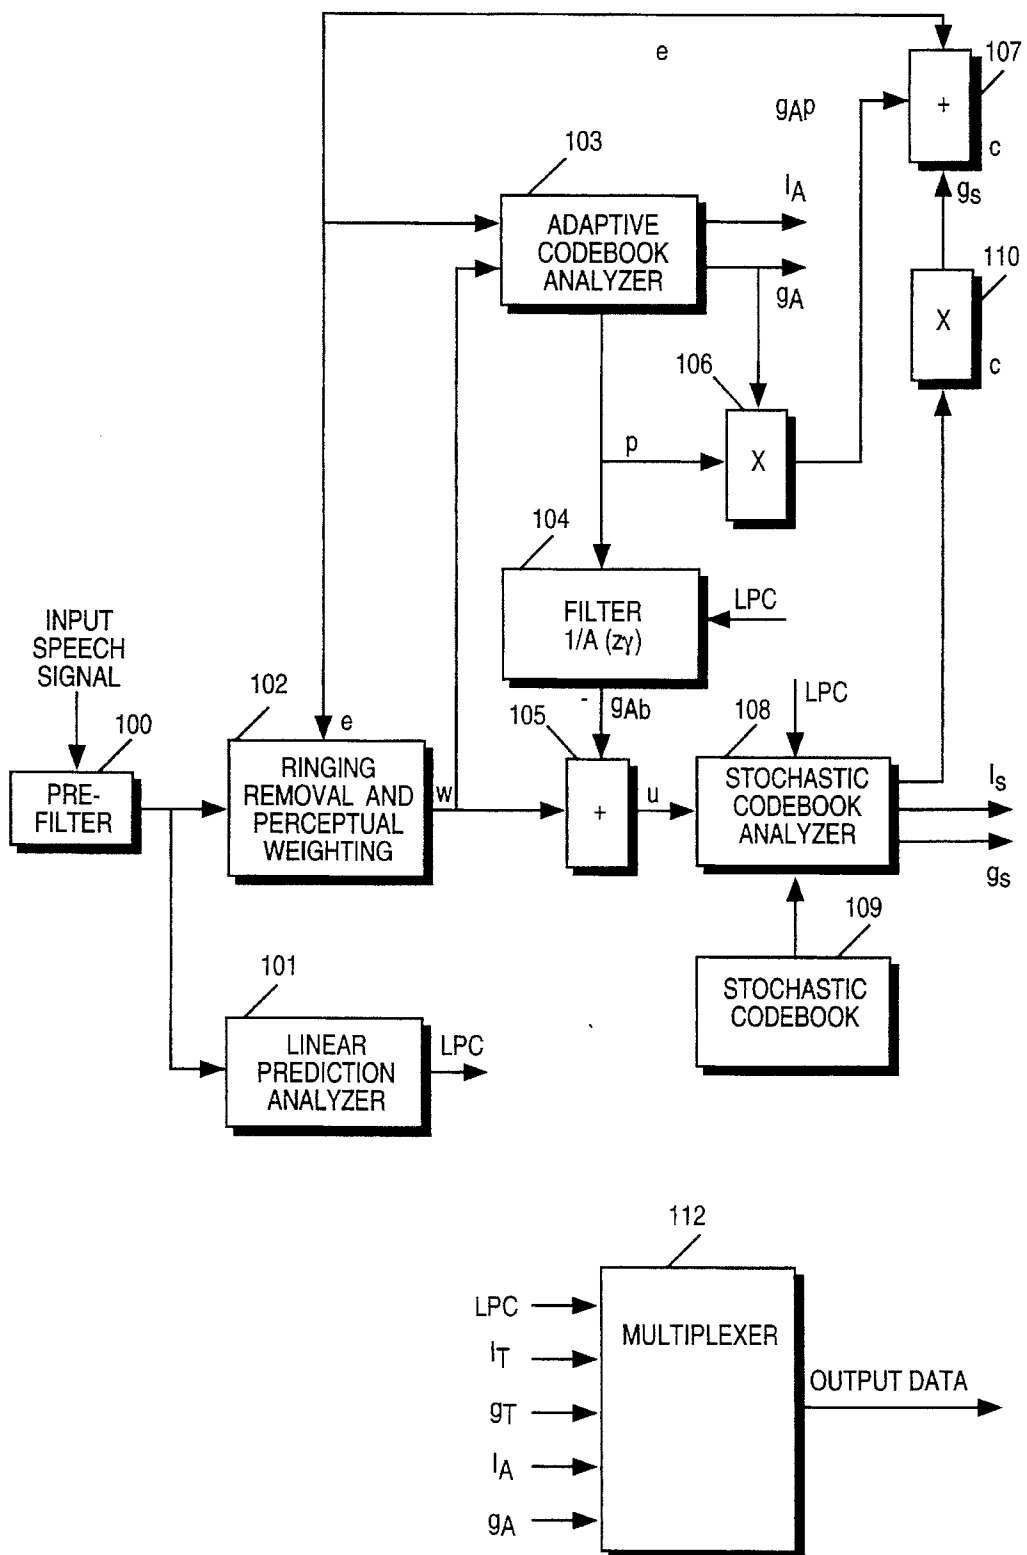 e
107
+
c
gAp
103
ADAPTIVE
CODEBOOK
ANALYZER
IA
gA
gs
110
X
c
106
X
p
104
FILTER
1/A (zγ)
LPC
- gAb
INPUT
SPEECH
SIGNAL
100
PRE-
FILTER
102
e
RINGING
REMOVAL AND
PERCEPTUAL
WEIGHTING
w
105
+
u
LPC
108
STOCHASTIC
CODEBOOK
ANALYZER
Is
gs
109
STOCHASTIC
CODEBOOK
101
LINEAR
PREDICTION
ANALYZER
LPC
112
MULTIPLEXER
LPC
IT
gT
IA
gA
OUTPUT DATA